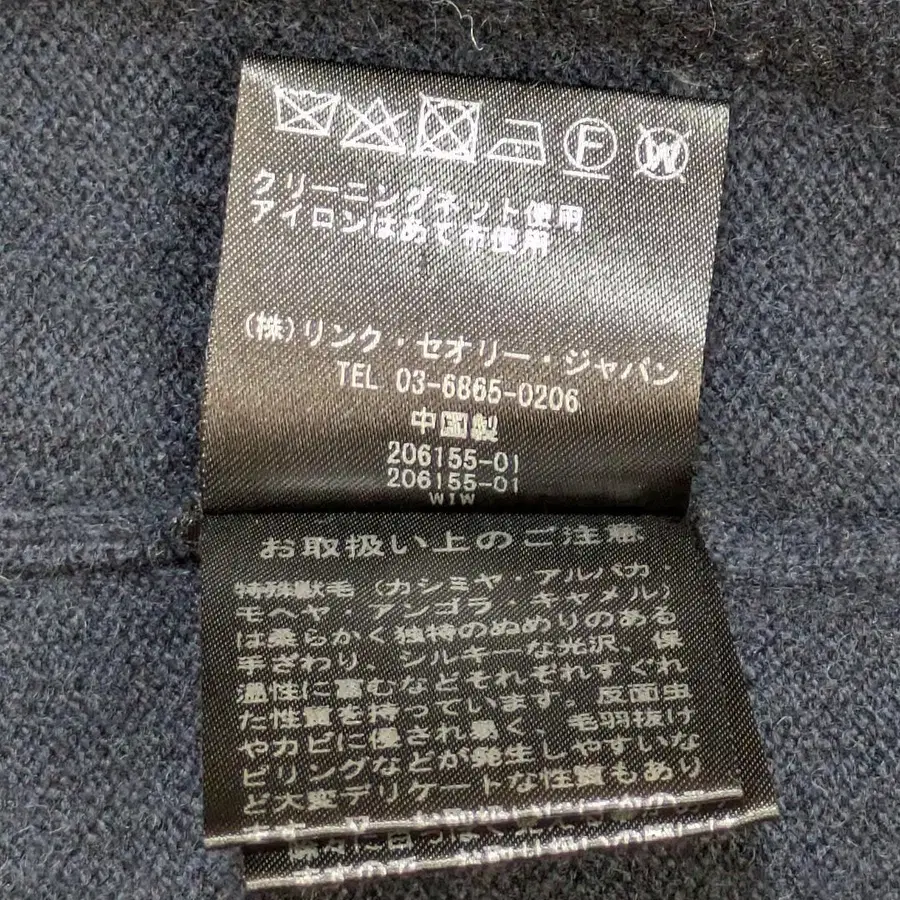 F
W
クリーニングネット使用
アイロンはあて布使用
(株)リンク・セオリー・ジャパン
TEL 03-6865-0206
中国製
206155-01
206155-01
WIW
お取扱い上のご注意
特殊獣毛(カシミヤ・アルパカ・
モヘヤ・アンゴラ・キャメル)
は柔らかく独特のぬめりのある
手ざわり、シルキーな光沢、保
温性に富むなどそれぞれすぐれ
た性質を持っています。反面虫
やカビに侵され易く、毛羽抜け
ピリングなどが発生しやすいな
ど大変デリケートな性質もあり